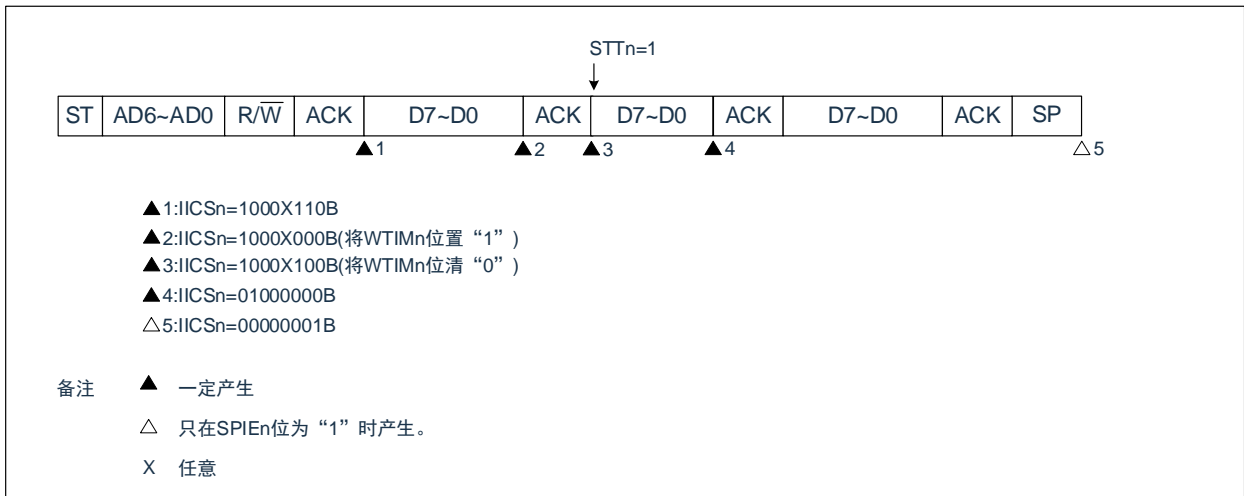 STTn=1
ST AD6~AD0 R/W̅ ACK D7~D0 ACK D7~D0 ACK D7~D0 ACK SP
▲1 ▲2 ▲3 ▲4 △5
▲1:IICSn=1000X110B
▲2:IICSn=1000X000B(将WTIMn位置“1”)
▲3:IICSn=1000X100B(将WTIMn位清“0”)
▲4:IICSn=01000000B
△5:IICSn=00000001B
备注 ▲ 一定产生
△ 只在SPIEn位为“1”时产生。
X 任意